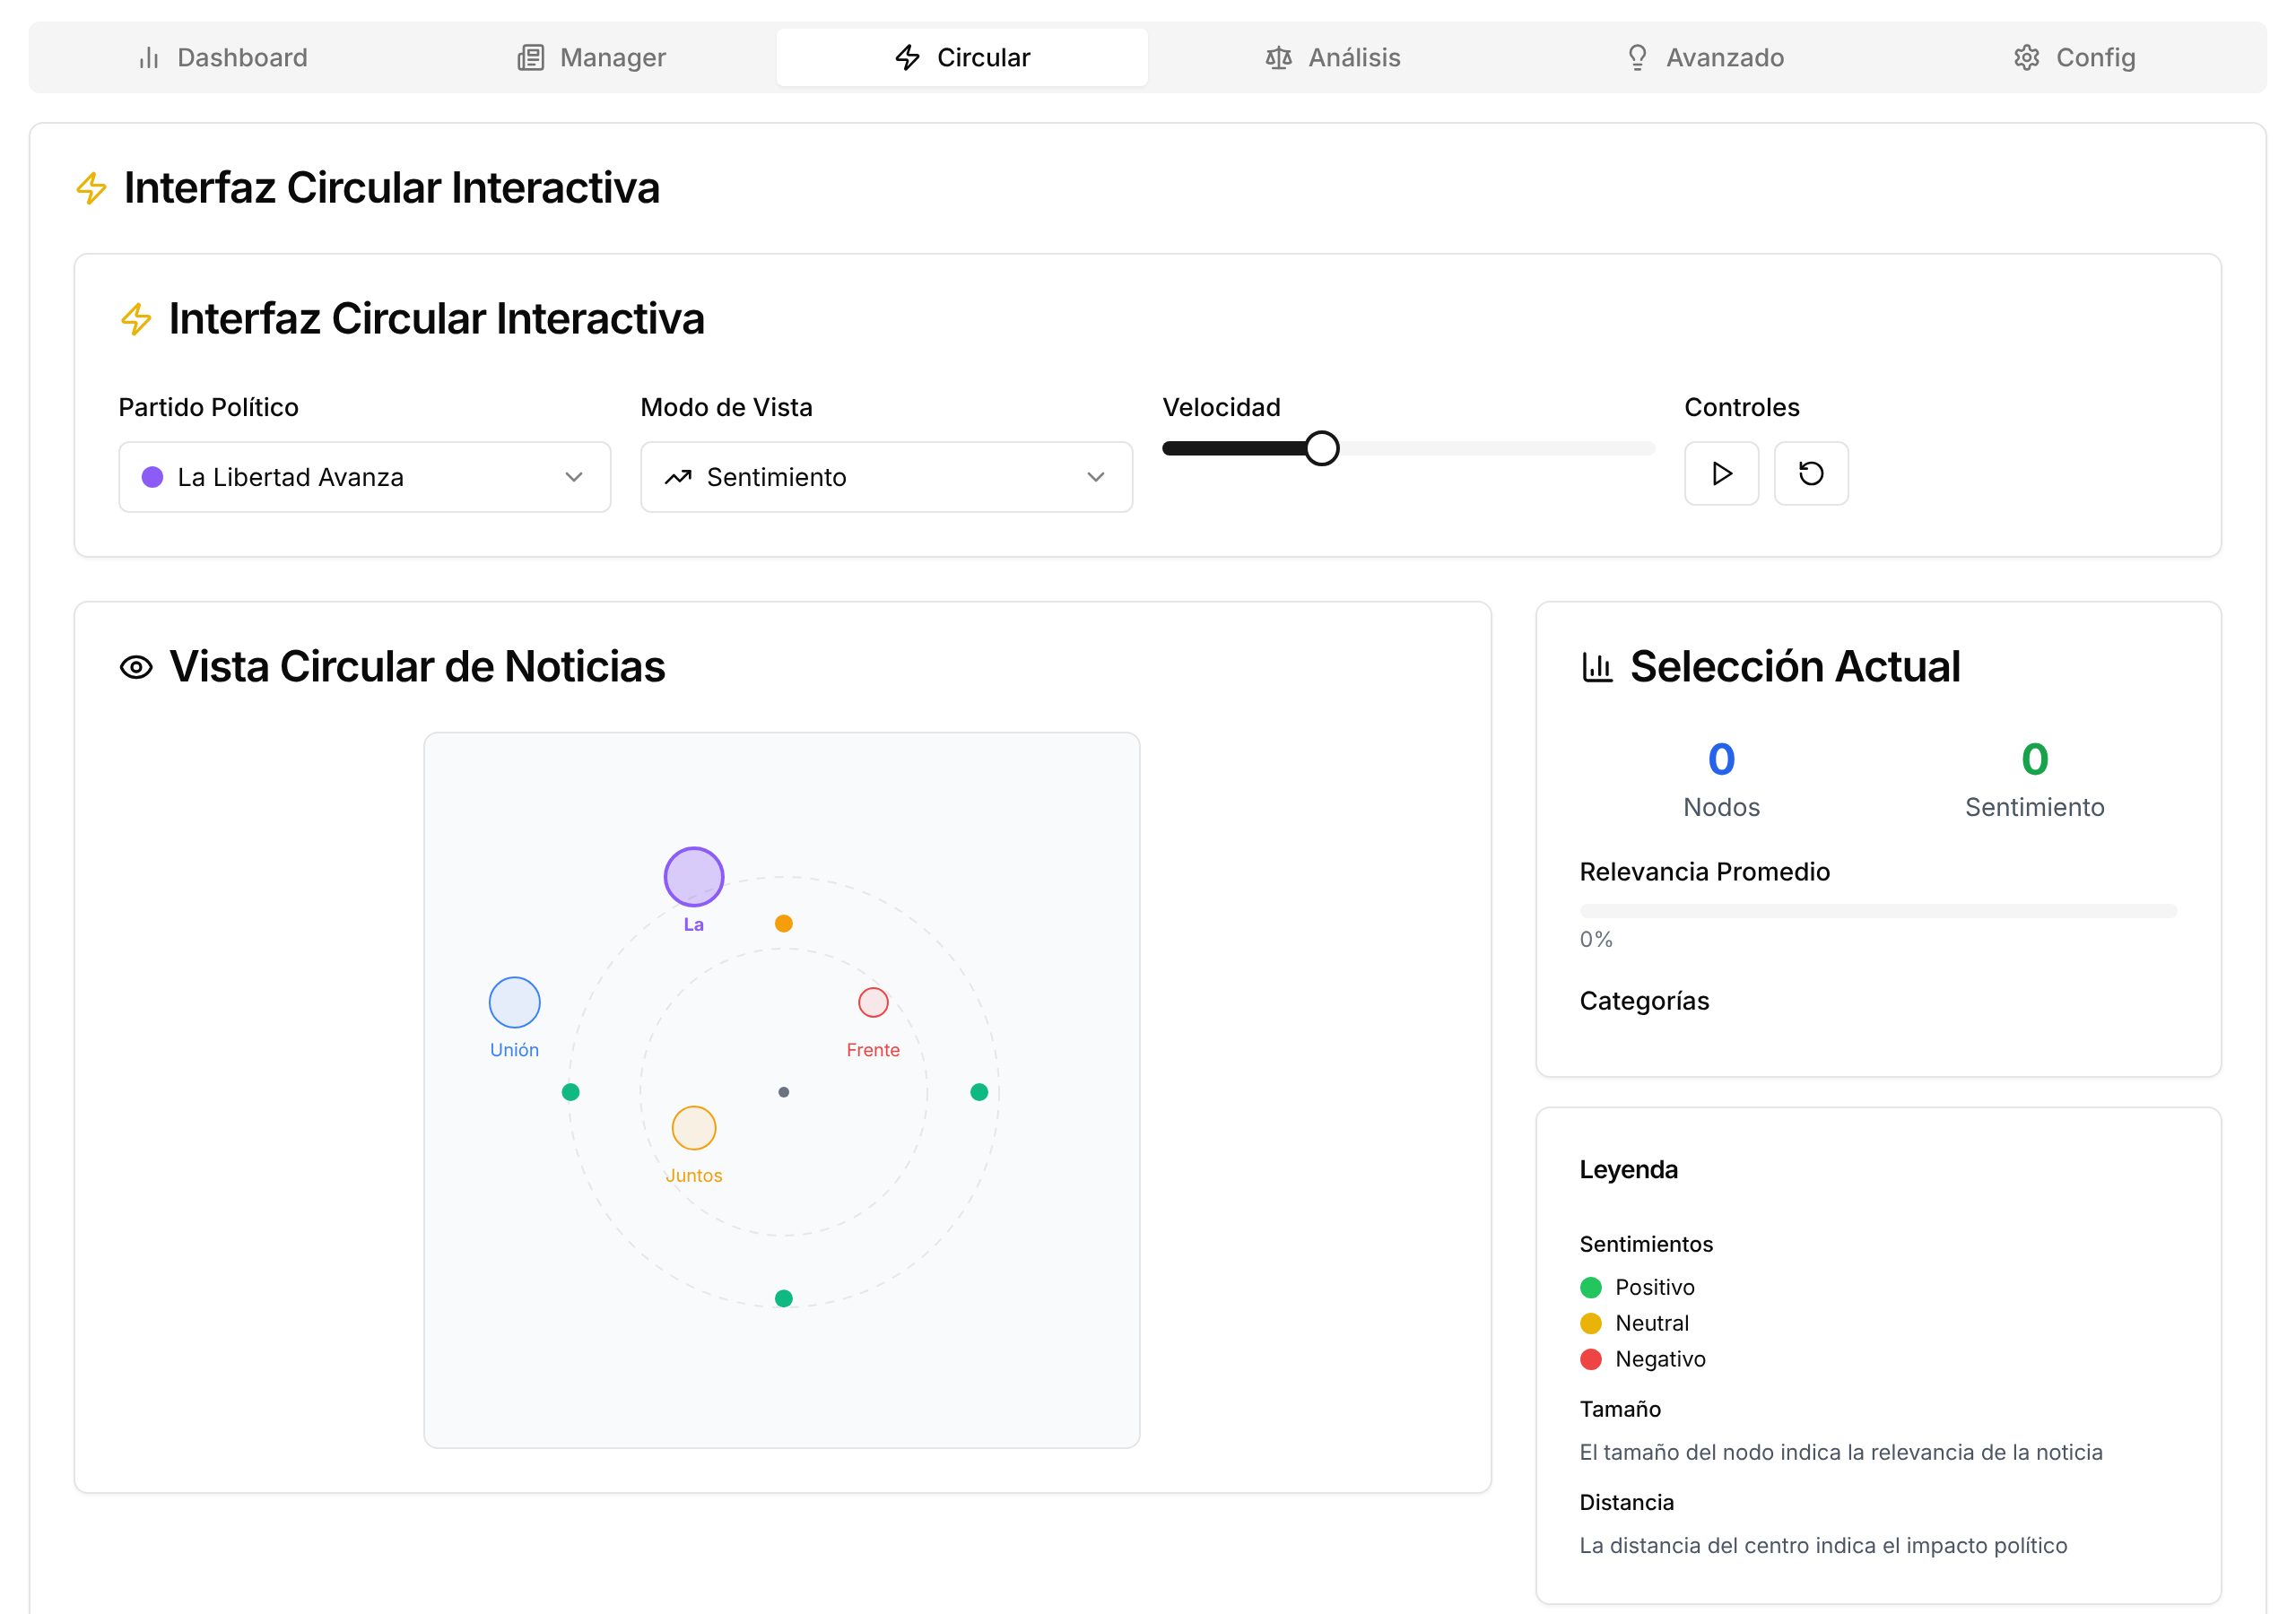 Dashboard
Manager
Circular
Análisis
Avanzado
Config
Interfaz Circular Interactiva
Interfaz Circular Interactiva
Partido Político
Modo de Vista
Velocidad
Controles
La Libertad Avanza
Sentimiento
Vista Circular de Noticias
La
Unión
Frente
Juntos
Selección Actual
0
0
Nodos
Sentimiento
Relevancia Promedio
0%
Categorías
Leyenda
Sentimientos
Positivo
Neutral
Negativo
Tamaño
El tamaño del nodo indica la relevancia de la noticia
Distancia
La distancia del centro indica el impacto político